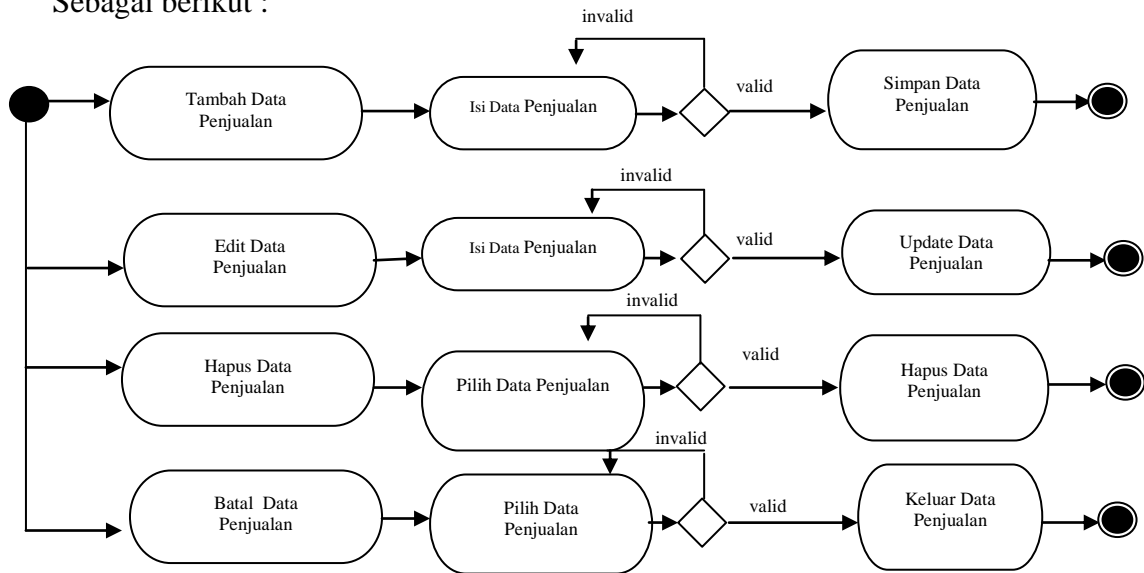 Sebagai berikut :
invalid
Tambah Data
Penjualan
Isi Data Penjualan
valid
Simpan Data
Penjualan
invalid
Edit Data
Penjualan
Isi Data Penjualan
valid
Update Data
Penjualan
invalid
Hapus Data
Penjualan
Pilih Data Penjualan
valid
Hapus Data
Penjualan
invalid
Batal  Data
Penjualan
Pilih Data
Penjualan
valid
Keluar Data
Penjualan